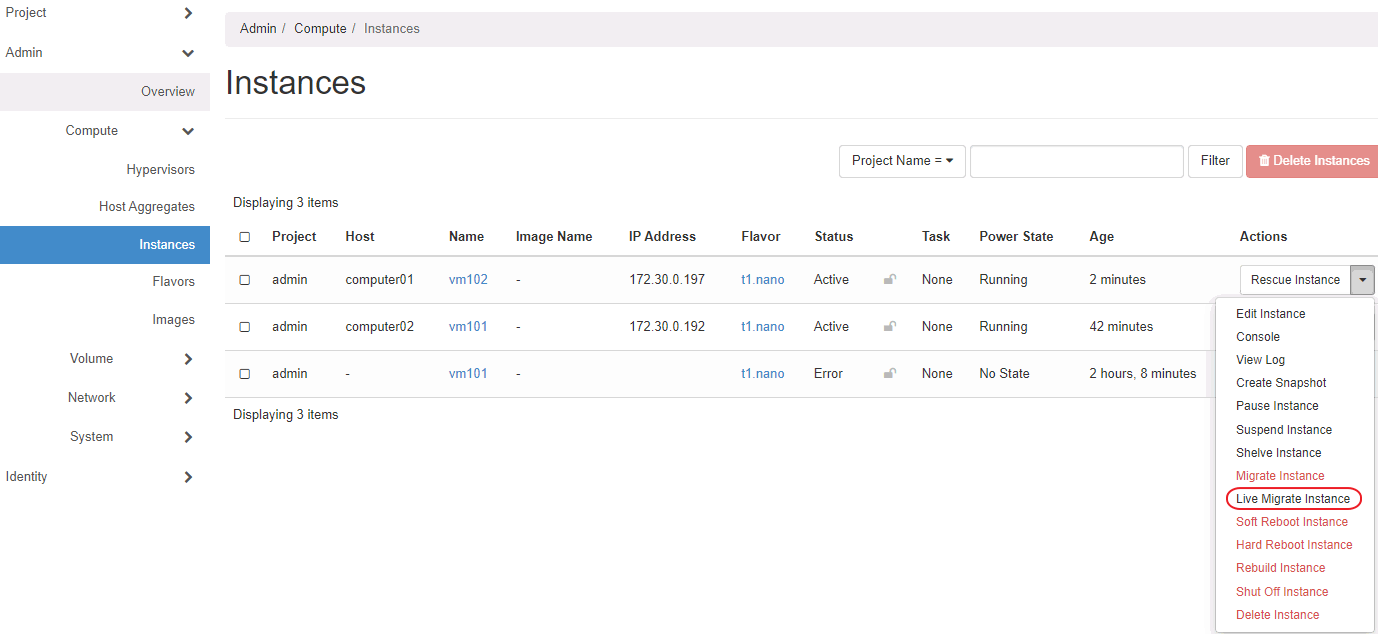 Project
Admin
Overview
Compute
Hypervisors
Host Aggregates
Instances
Flavors
Images
Volume
Network
System
Identity
Admin / Compute / Instances
Instances
Project Name = Filter Delete Instances
Displaying 3 items
Project Host Name Image Name IP Address Flavor Status Task Power State Age Actions
admin computer01 vm102 - 172.30.0.197 t1.nano Active None Running 2 minutes Rescue Instance
admin computer02 vm101 - 172.30.0.192 t1.nano Active None Running 42 minutes
admin - vm101 - t1.nano Error None No State 2 hours, 8 minutes
Displaying 3 items
Edit Instance
Console
View Log
Create Snapshot
Pause Instance
Suspend Instance
Shelve Instance
Migrate Instance
Live Migrate Instance
Soft Reboot Instance
Hard Reboot Instance
Rebuild Instance
Shut Off Instance
Delete Instance